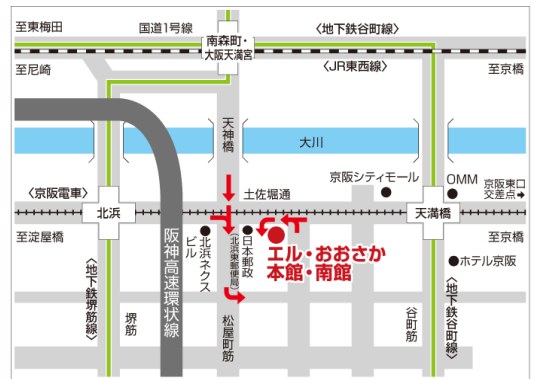 至東梅田
国道1号線
〈地下鉄谷町線〉
南森町・
大阪天満宮
至尼崎
〈JR東西線〉
至京橋
天神橋
大川
京阪シティモール
OMM
京阪東口
交差点➡
〈京阪電車〉
土佐堀通
北浜
天満橋
至淀屋橋
至京橋
阪神高速環状線
北浜ネクス
ビル
日本郵政
(北浜東郵便局)
エル・おおさか
本館・南館
ホテル京阪
〈地下鉄堺筋線〉
堺筋
松屋町筋
谷町筋
〈地下鉄谷町線〉